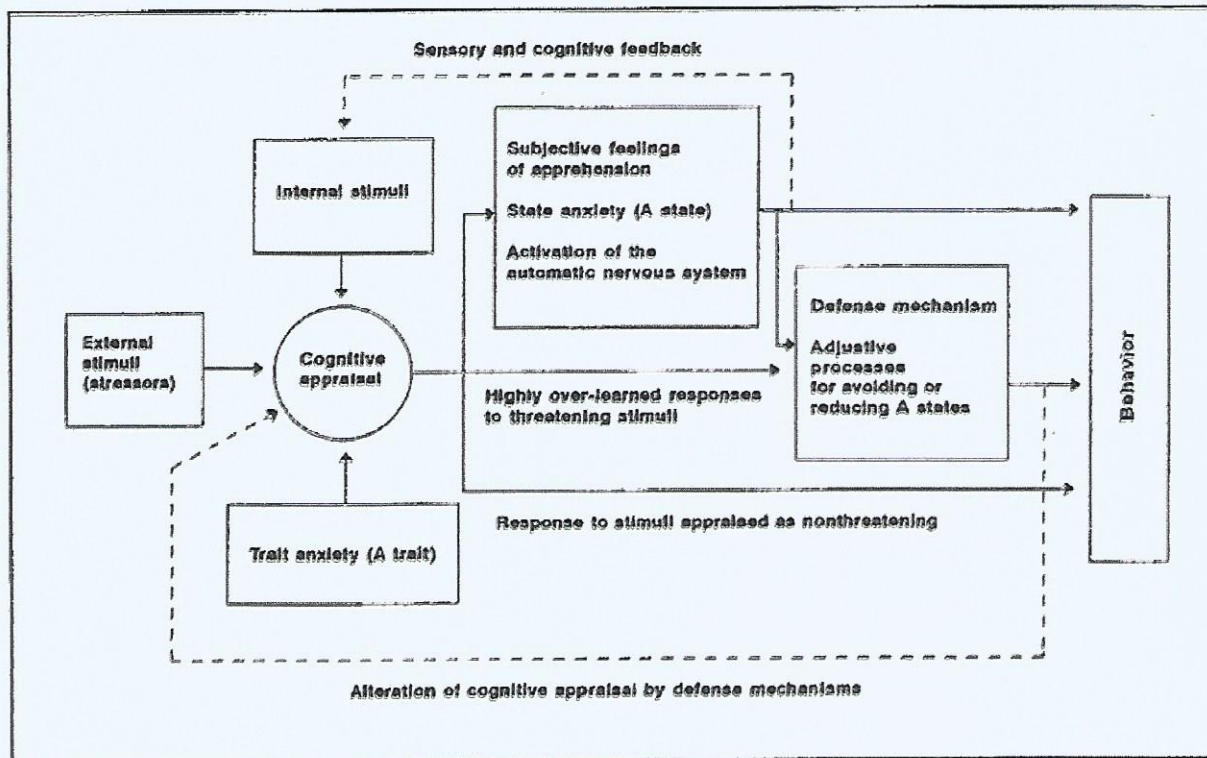 Sensory and cognitive feedback
Internal stimuli
Subjective feelings
of apprehension
State anxiety (A state)
Activation of the
automatic nervous system
External
stimuli
(stressors)
Cognitive
appraisal
Highly over-learned responses
to threatening stimuli
Defense mechanism
Adjustive
processes
for avoiding or
reducing A states
Behavior
Trait anxiety (A trait)
Response to stimuli appraised as nonthreatening
Alteration of cognitive appraisal by defense mechanisms